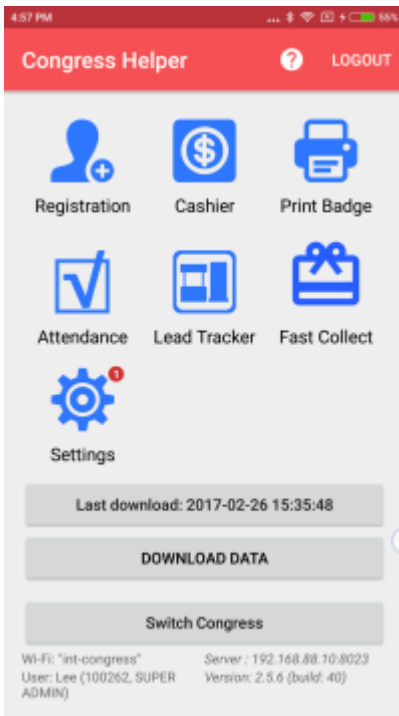 4:57 PM ... 55%
Congress Helper ? LOGOUT
Registration Cashier Print Badge
Attendance Lead Tracker Fast Collect
1
Settings
Last download: 2017-02-26 15:35:48
DOWNLOAD DATA
Switch Congress
Wi-Fi: "int-congress" Server : 192.168.88.10:8023
User: Lee (100262, SUPER Version: 2.5.6 (build: 40)
ADMIN)